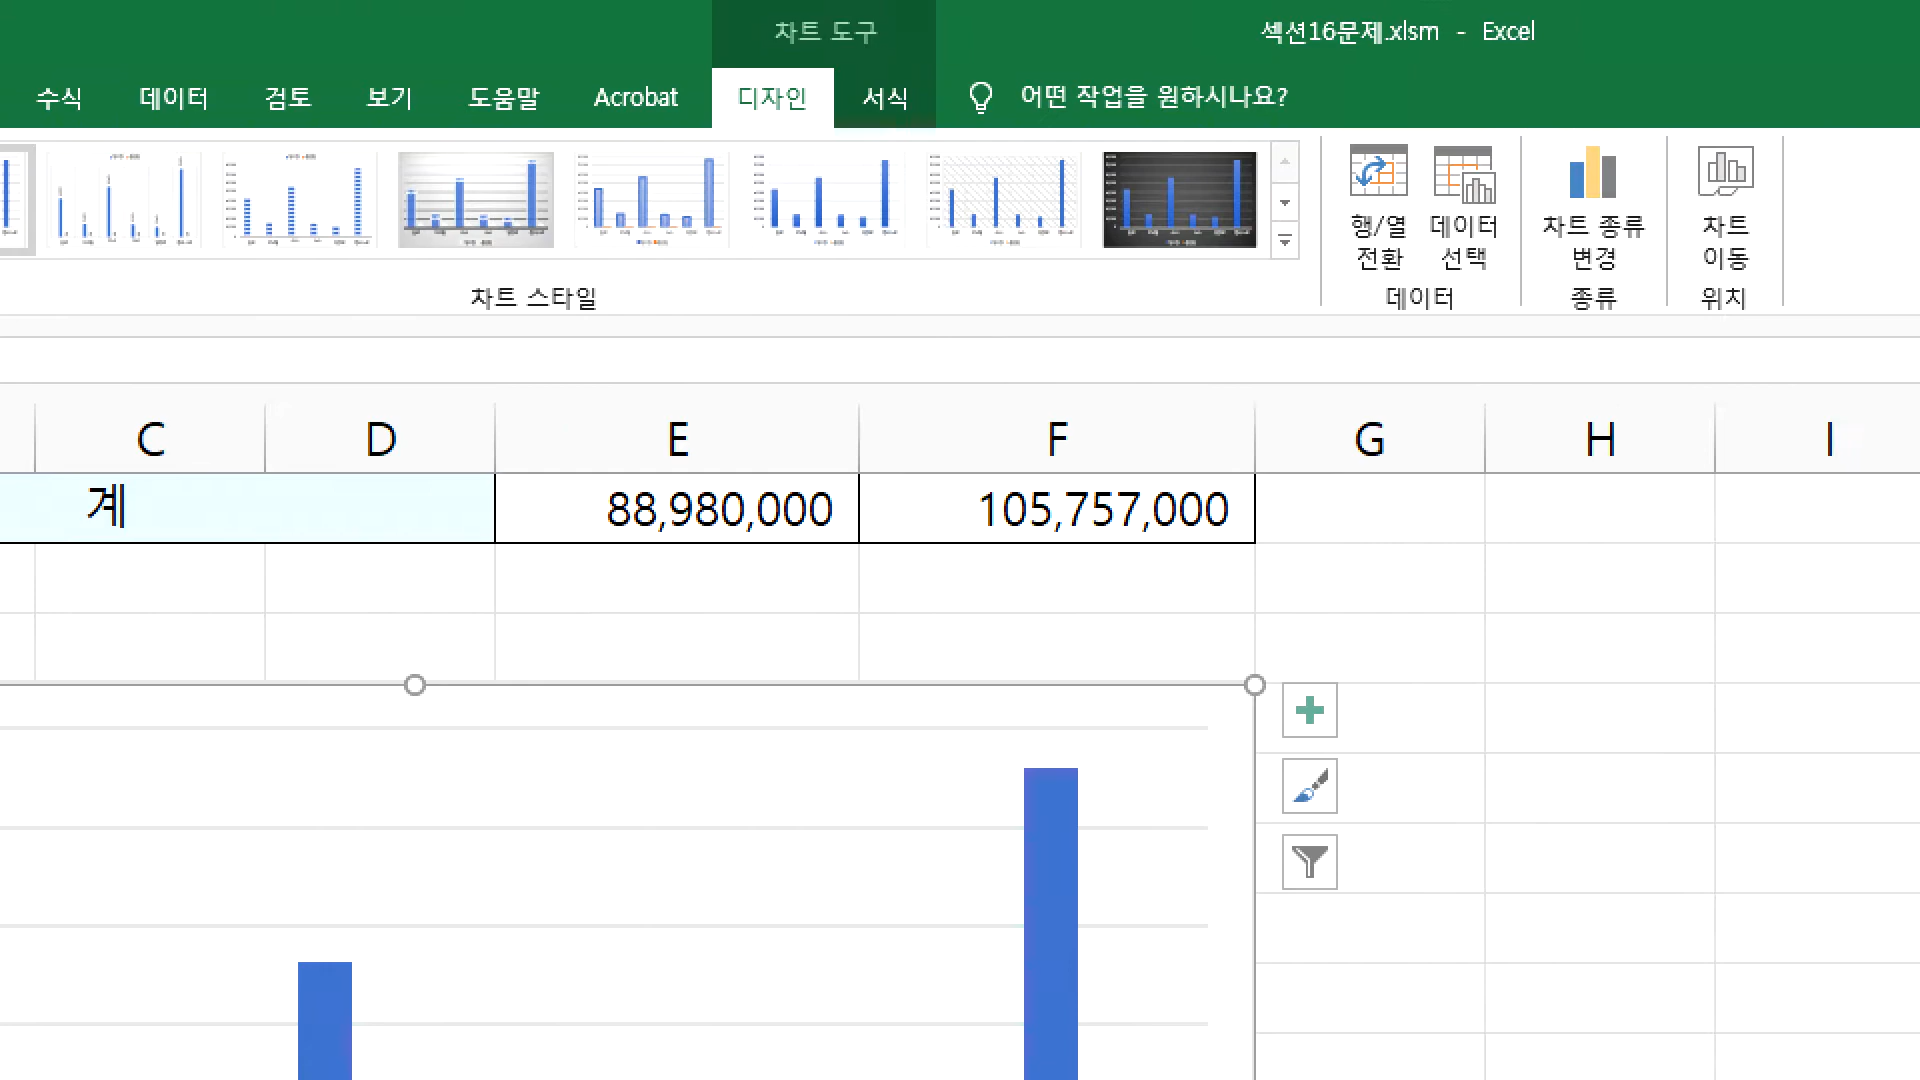 차트 도구
섹션16문제.xlsm - Excel
수식 데이터 검토 보기 도움말 Acrobat 디자인 서식 어떤 작업을 원하시나요?
행/열 전환
데이터 선택
차트 종류 변경
차트 이동
차트 스타일 데이터 종류 위치
C D E F G H I
계 88,980,000 105,757,000